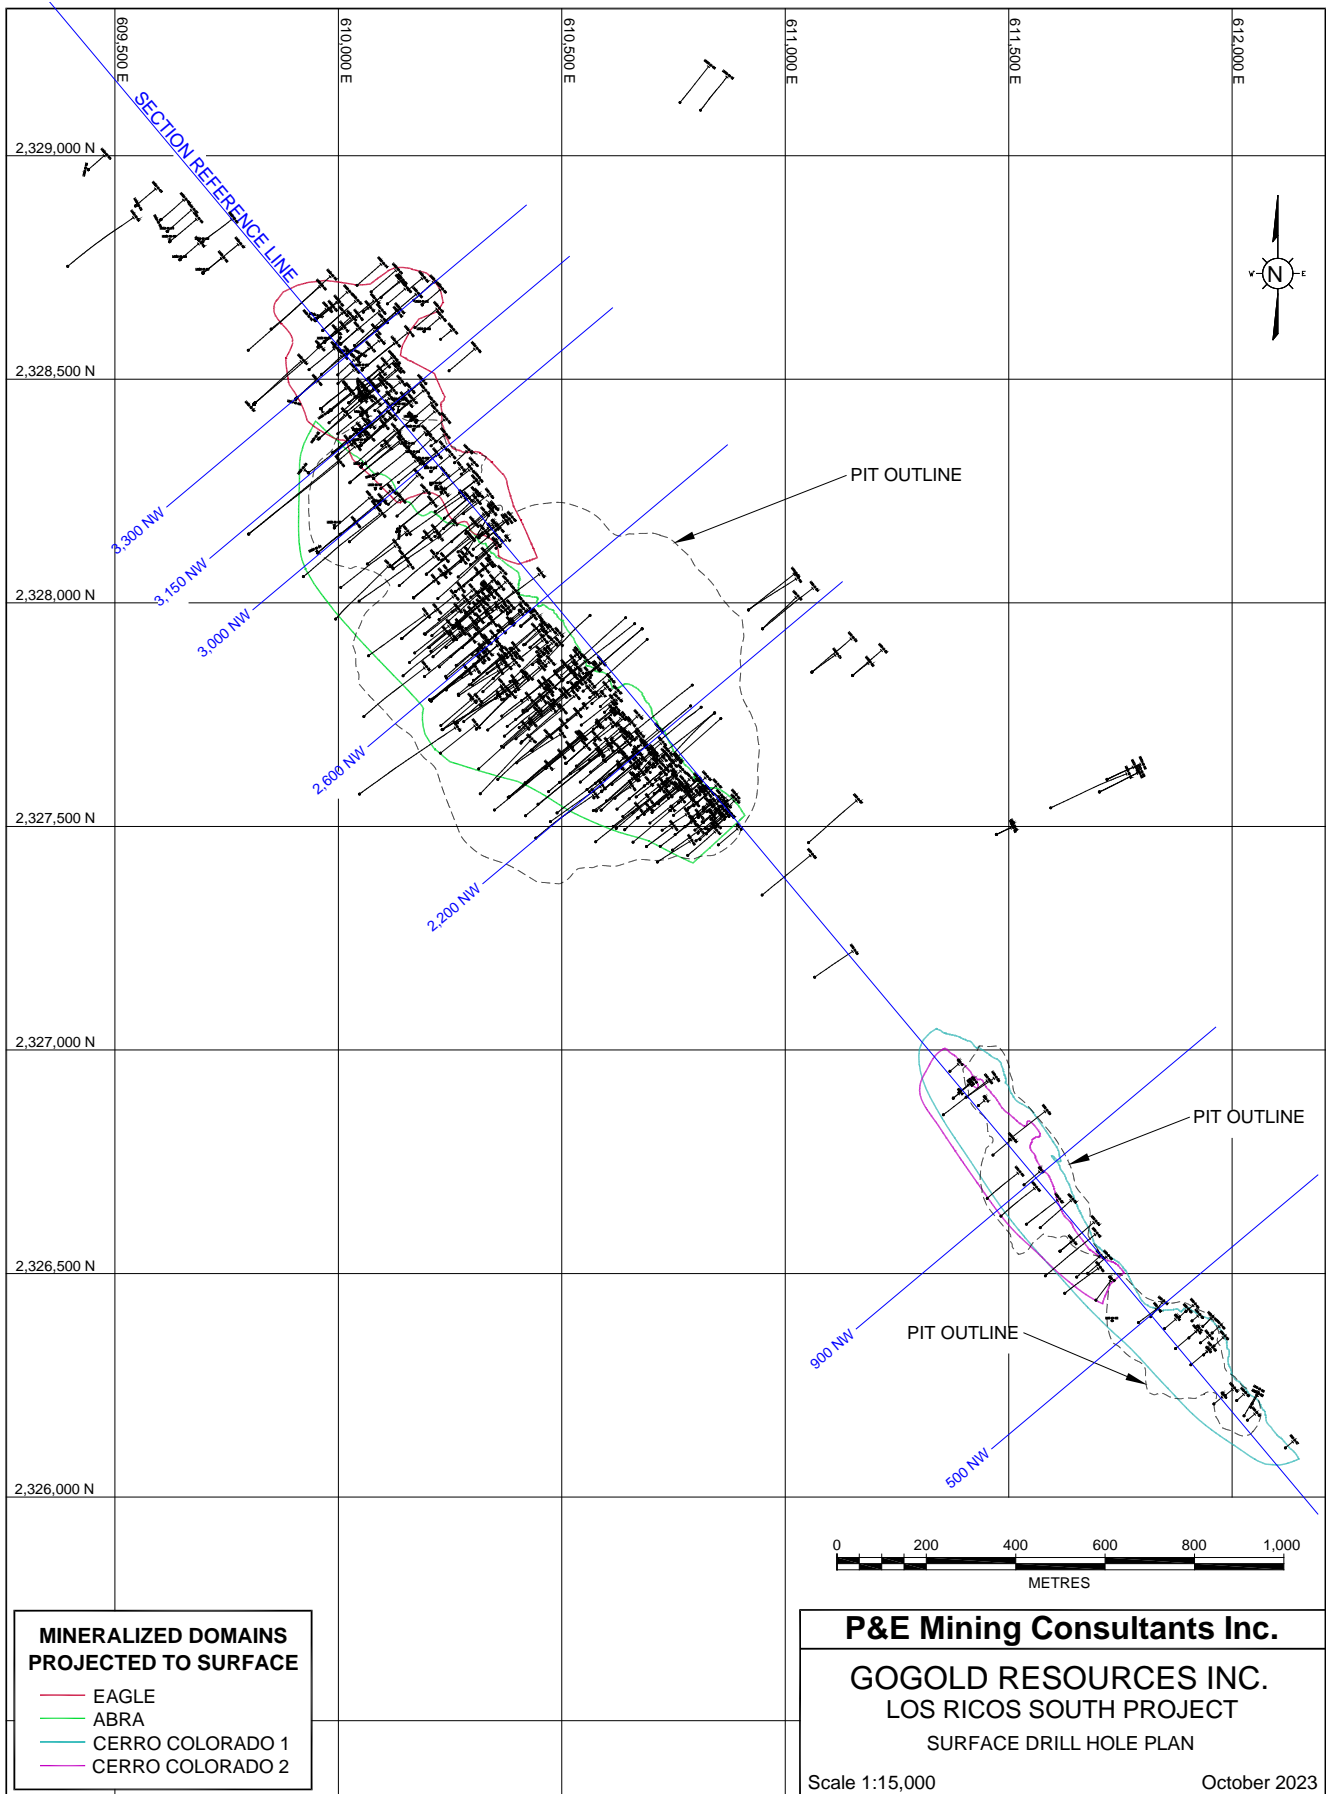 609,500 E
610,000 E
610,500 E
611,000 E
611,500 E
612,000 E
SECTION REFERENCE LINE
2,329,000 N
W
N
E
2,328,500 N
PIT OUTLINE
3,300 NW
3,150 NW
3,000 NW
2,328,000 N
2,600 NW
2,327,500 N
2,200 NW
2,327,000 N
PIT OUTLINE
2,326,500 N
900 NW
PIT OUTLINE
500 NW
2,326,000 N
0 200 400 600 800 1,000
METRES
MINERALIZED DOMAINS
PROJECTED TO SURFACE
EAGLE
ABRA
CERRO COLORADO 1
CERRO COLORADO 2
P&E Mining Consultants Inc.
GOGOLD RESOURCES INC.
LOS RICOS SOUTH PROJECT
SURFACE DRILL HOLE PLAN
Scale 1:15,000 October 2023